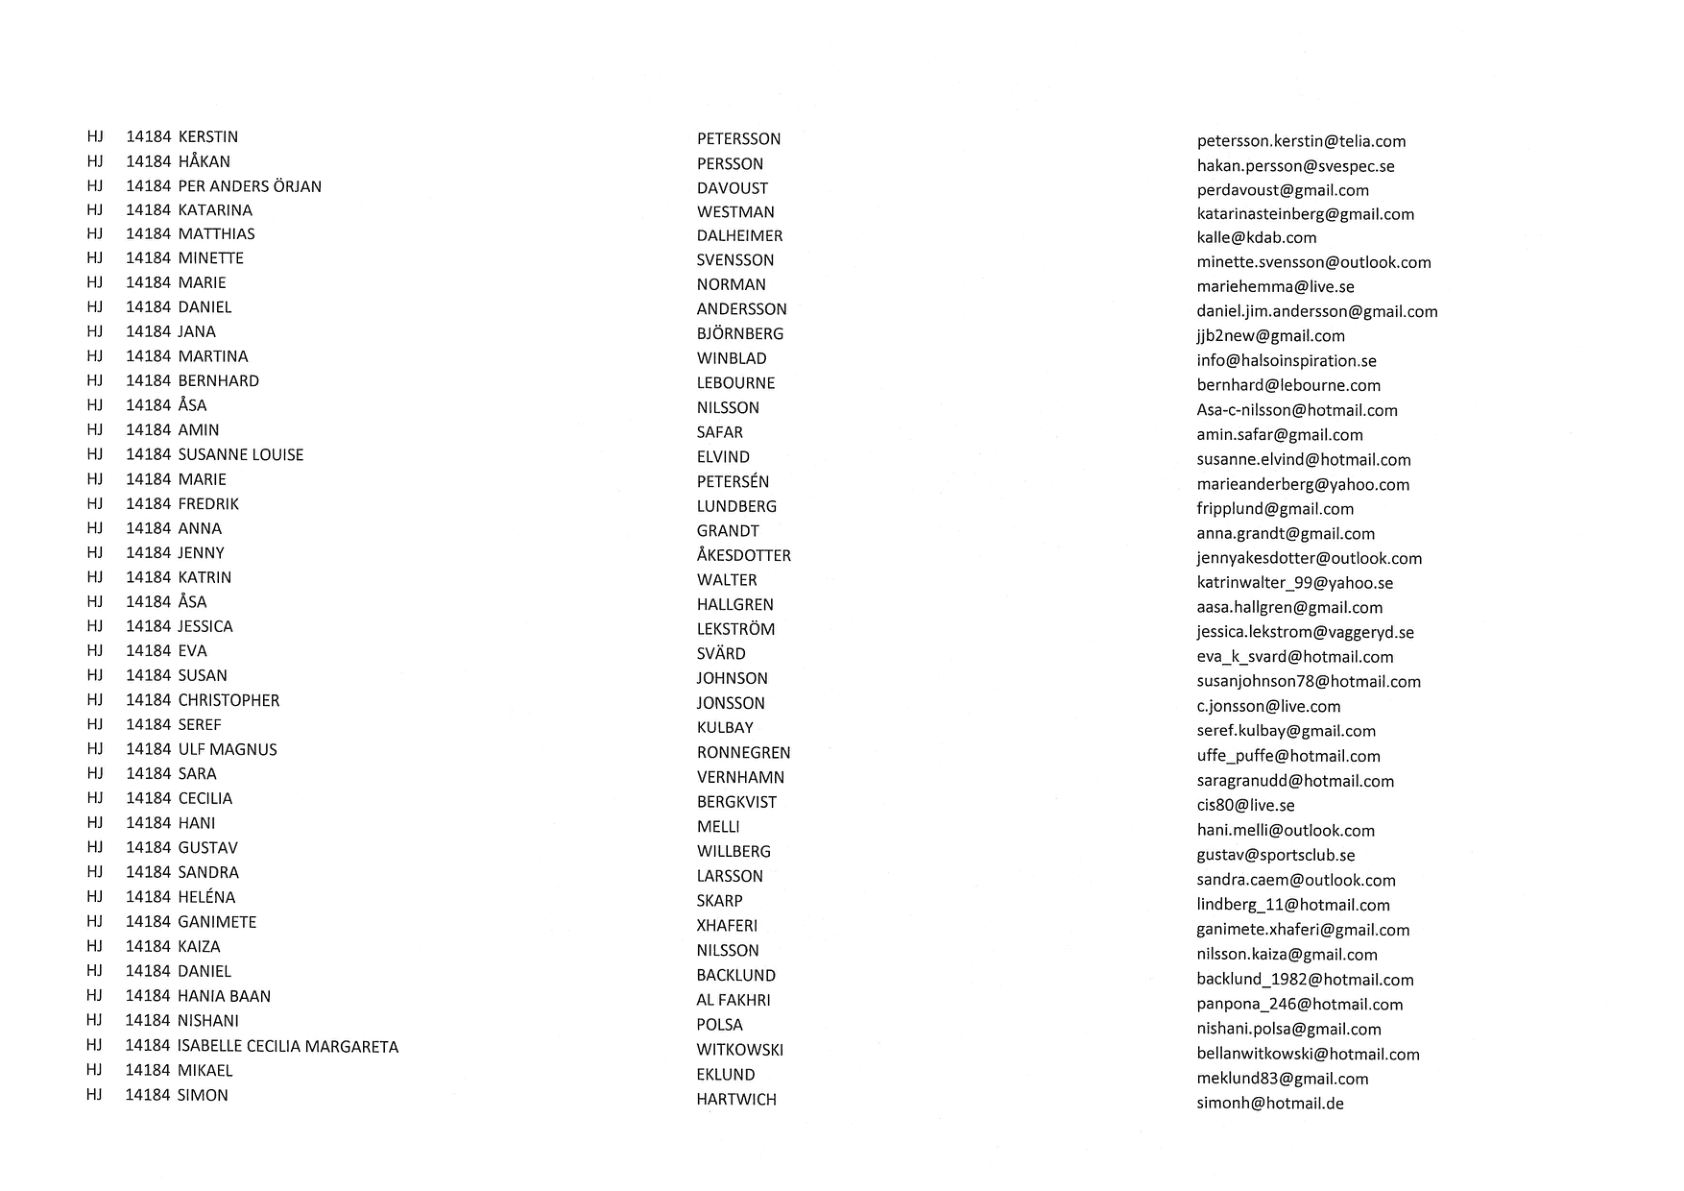 HJ 14184 KERSTIN PETERSSON petersson.kerstin@telia.com
HJ 14184 HÅKAN PERSSON hakan.persson@svespec.se
HJ 14184 PER ANDERS ÖRJAN DAVOUST perdavoust@gmail.com
HJ 14184 KATARINA WESTMAN katarinasteinberg@gmail.com
HJ 14184 MATTHIAS DALHEIMER kalle@kdab.com
HJ 14184 MINETTE SVENSSON minette.svensson@outlook.com
HJ 14184 MARIE NORMAN mariehemma@live.se
HJ 14184 DANIEL ANDERSSON daniel.jim.andersson@gmail.com
HJ 14184 JANA BJÖRNBERG jjb2new@gmail.com
HJ 14184 MARTINA WINBLAD info@halsoinspiration.se
HJ 14184 BERNHARD LEBOURNE bernhard@lebourne.com
HJ 14184 ÅSA NILSSON Asa-c-nilsson@hotmail.com
HJ 14184 AMIN SAFAR amin.safar@gmail.com
HJ 14184 SUSANNE LOUISE ELVIND susanne.elvind@hotmail.com
HJ 14184 MARIE PETERSÉN marieanderberg@yahoo.com
HJ 14184 FREDRIK LUNDBERG fripplund@gmail.com
HJ 14184 ANNA GRANDT anna.grandt@gmail.com
HJ 14184 JENNY ÅKESDOTTER jennyakesdotter@outlook.com
HJ 14184 KATRIN WALTER katrinwalter_99@yahoo.se
HJ 14184 ÅSA HALLGREN aasa.hallgren@gmail.com
HJ 14184 JESSICA LEKSTRÖM jessica.lekstrom@vaggeryd.se
HJ 14184 EVA SVÄRD eva_k_svard@hotmail.com
HJ 14184 SUSAN JOHNSON susanjohnson78@hotmail.com
HJ 14184 CHRISTOPHER JONSSON c.jonsson@live.com
HJ 14184 SEREF KULBAY seref.kulbay@gmail.com
HJ 14184 ULF MAGNUS RONNEGREN uffe_puffe@hotmail.com
HJ 14184 SARA VERNHAMN saragranudd@hotmail.com
HJ 14184 CECILIA BERGKVIST cis80@live.se
HJ 14184 HANI MELLI hani.melli@outlook.com
HJ 14184 GUSTAV WILLBERG gustav@sportsclub.se
HJ 14184 SANDRA LARSSON sandra.caem@outlook.com
HJ 14184 HELÉNA SKARP lindberg_11@hotmail.com
HJ 14184 GANIMETE XHAFERI ganimete.xhaferi@gmail.com
HJ 14184 KAIZA NILSSON nilsson.kaiza@gmail.com
HJ 14184 DANIEL BACKLUND backlund_1982@hotmail.com
HJ 14184 HANIA BAAN AL FAKHRI panpona_246@hotmail.com
HJ 14184 NISHANI POLSA nishani.polsa@gmail.com
HJ 14184 ISABELLE CECILIA MARGARETA WITKOWSKI bellanwitkowski@hotmail.com
HJ 14184 MIKAEL EKLUND meklund83@gmail.com
HJ 14184 SIMON HARTWICH simonh@hotmail.de